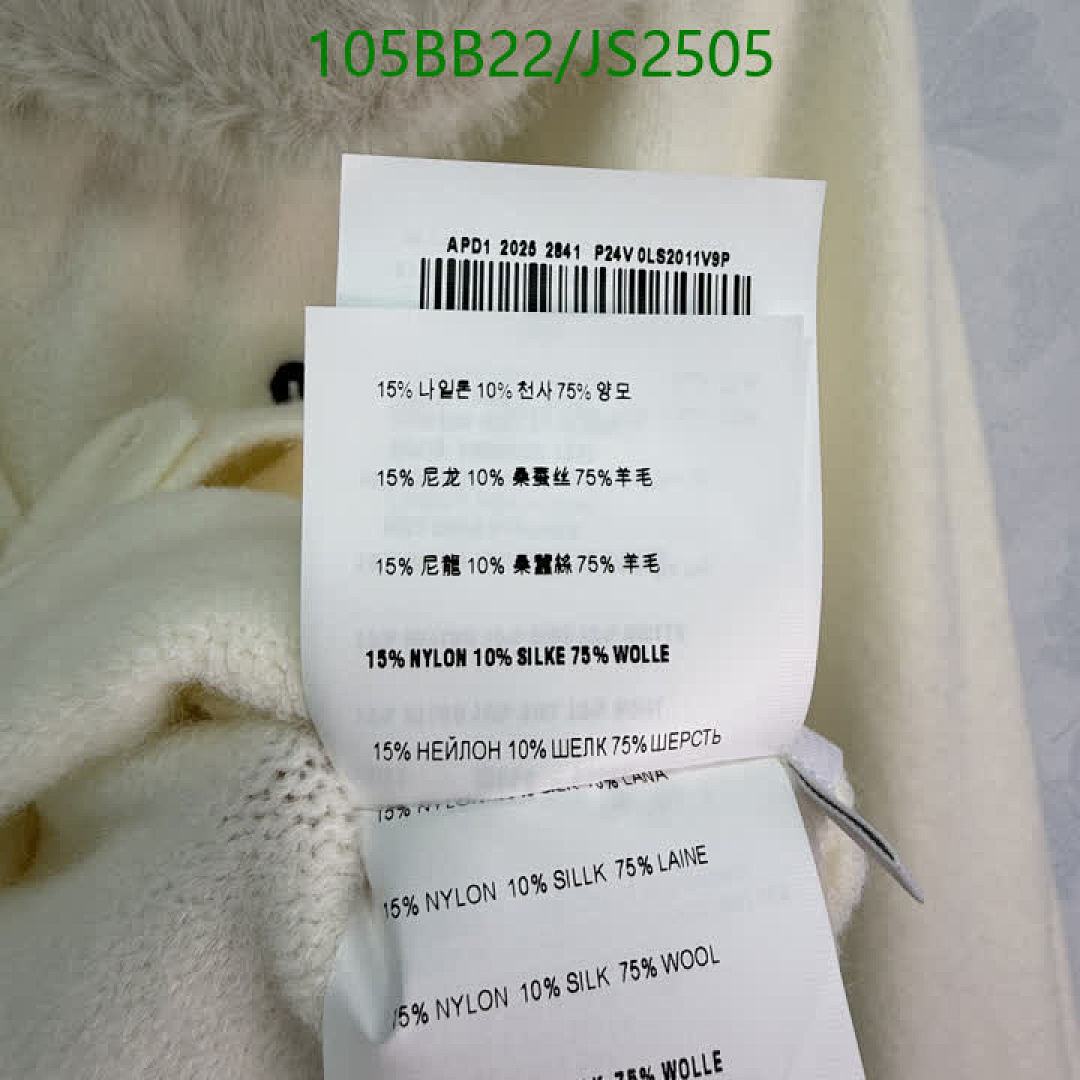 105BB22/JS2505
APD1 2025 2841 P24V 0LS2011V9P
15% 나일론 10% 천사 75% 양모
15% 尼龙 10% 桑蚕丝 75% 羊毛
15% 尼龍 10% 桑蠶絲 75% 羊毛
15% NYLON 10% SILKE 75% WOLLE
15% НЕЙЛОН 10% ШЕЛК 75% ШЕРСТЬ
15% LANA
15% NYLON 10% SILLK 75% LAINE
15% NYLON 10% SILK 75% WOOL
75% WOLLE